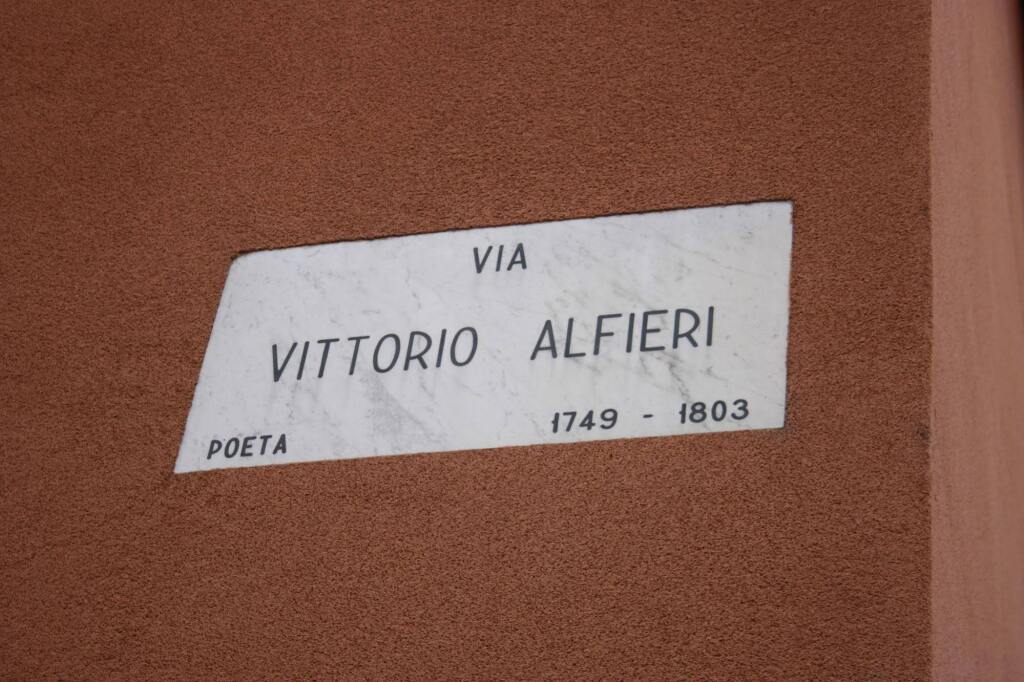 VIA
VITTORIO ALFIERI
POETA 1749 - 1803